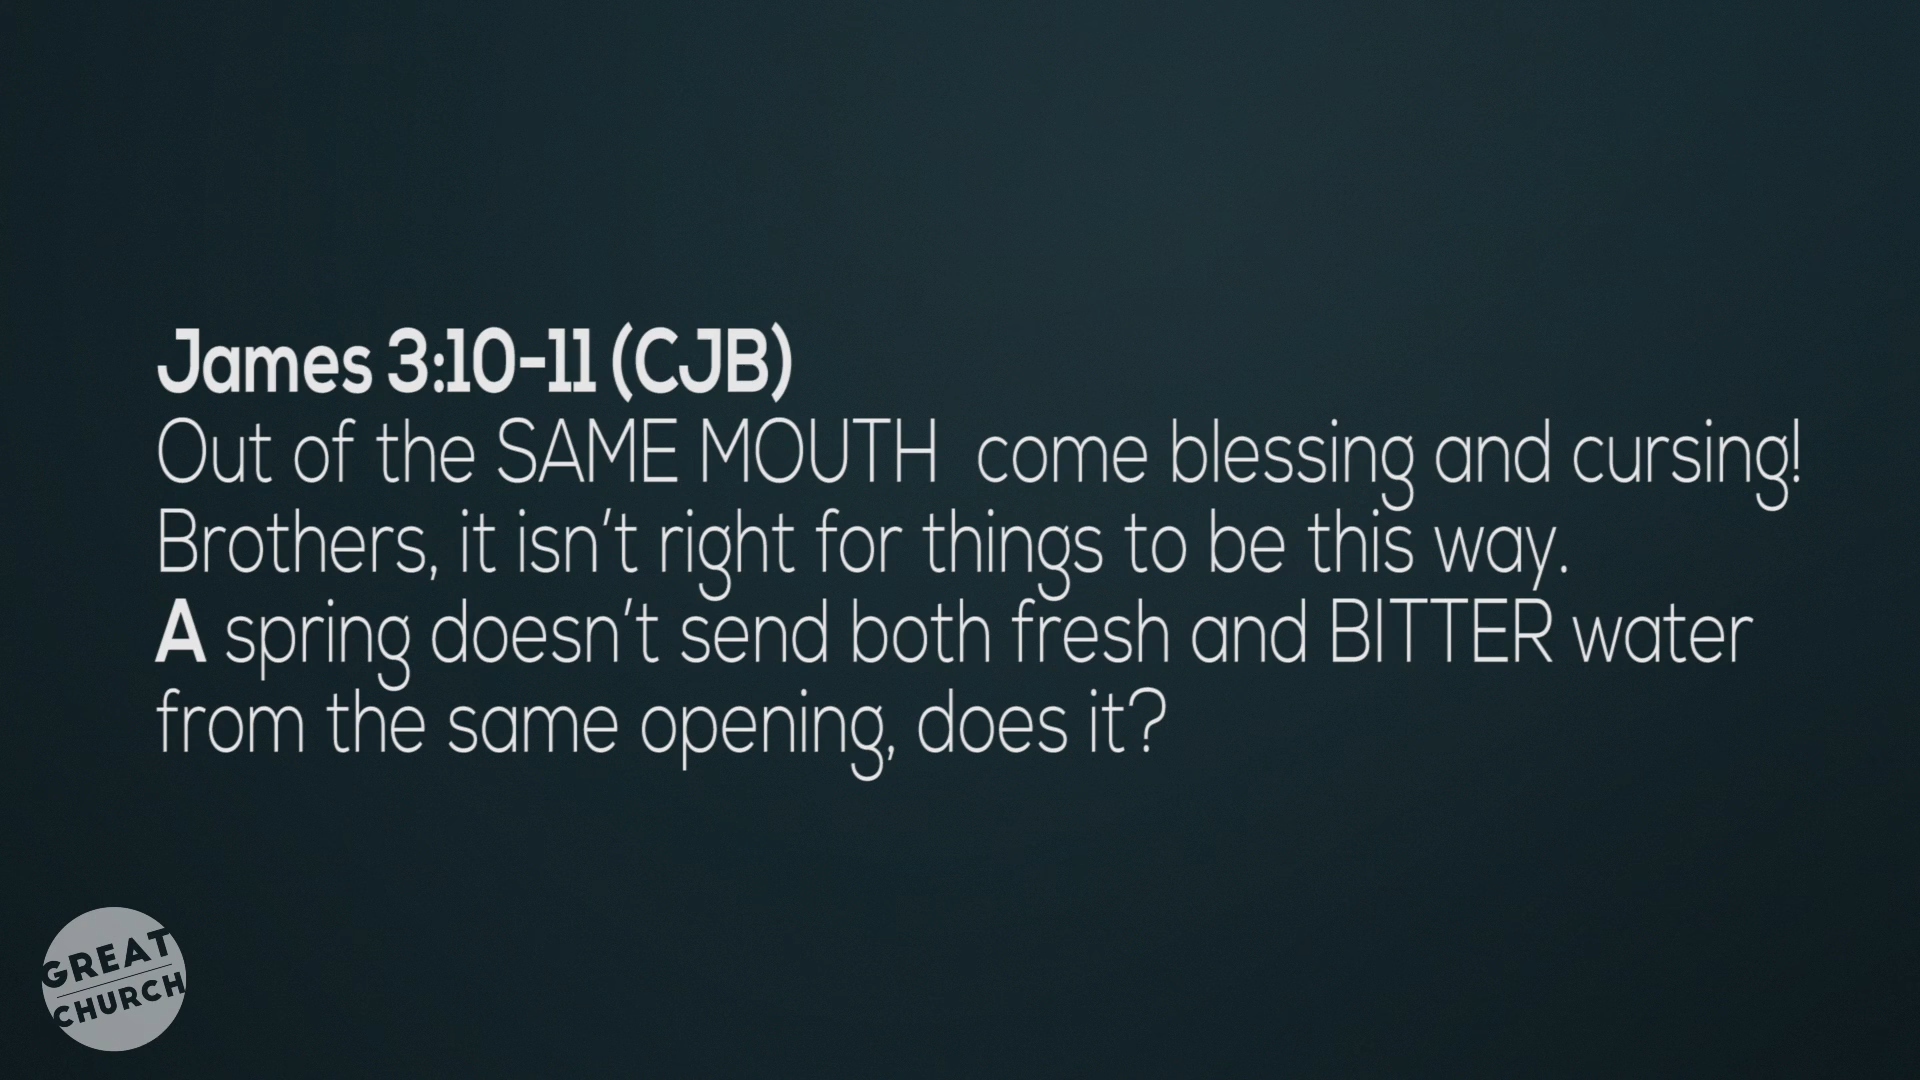 James 3:10-11 (CJB)
Out of the SAME MOUTH  come blessing and cursing!
Brothers, it isn’t right for things to be this way.
A spring doesn’t send both fresh and BITTER water
from the same opening, does it?
GREAT
CHURCH